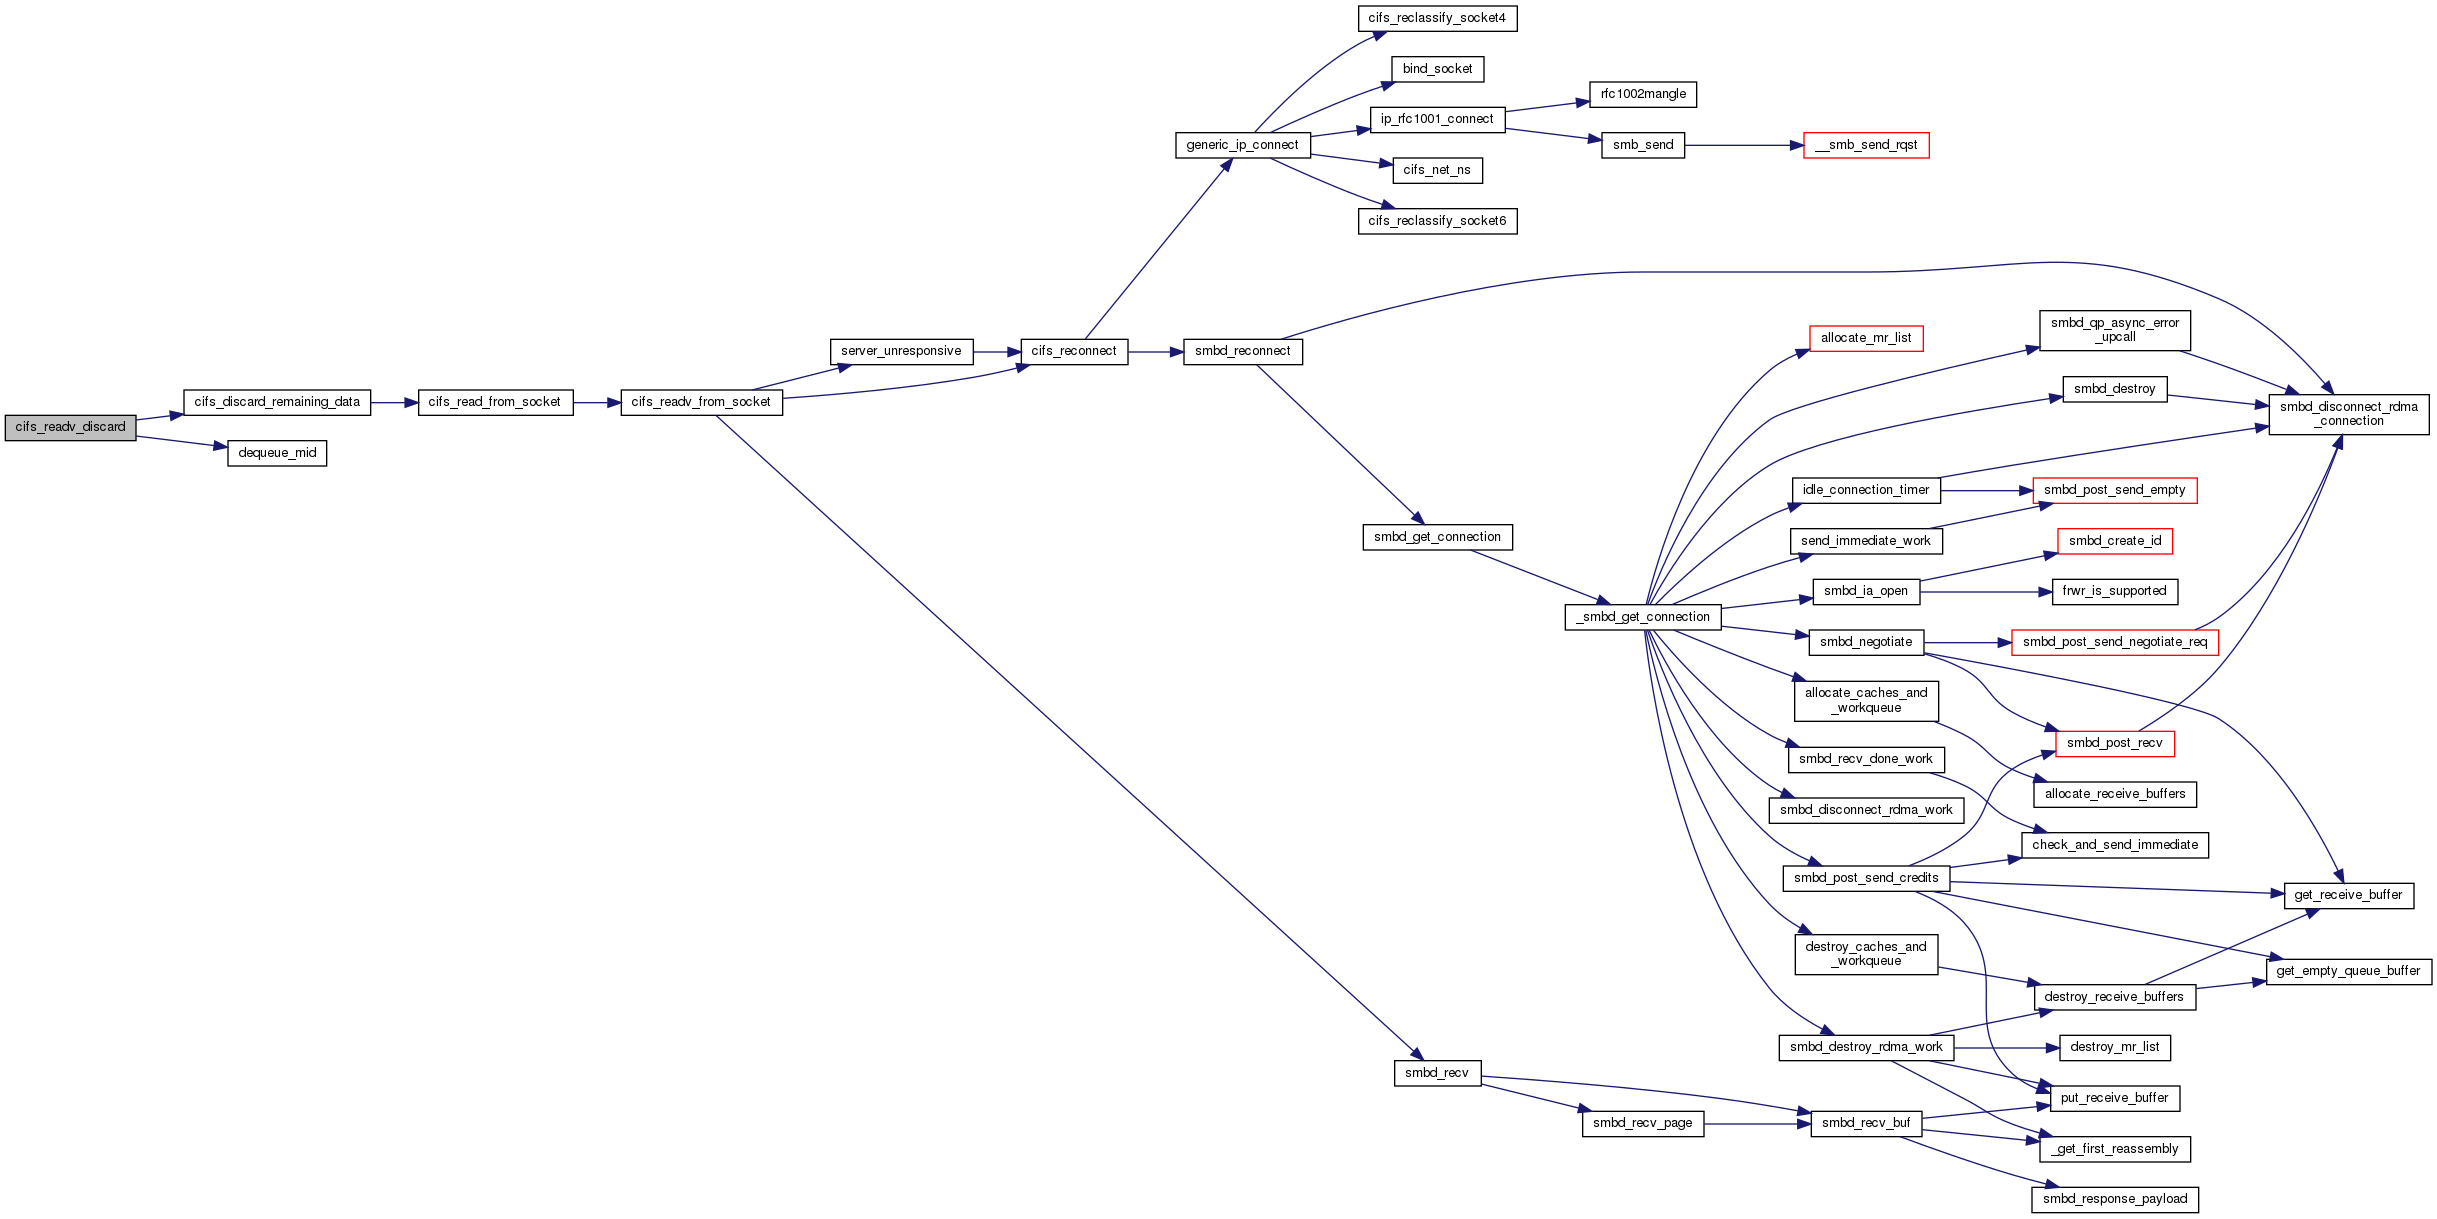 cifs_reclassify_socket4
bind_socket
rfc1002mangle
ip_rfc1001_connect
generic_ip_connect
smb_send
__smb_send_rqst
cifs_net_ns
cifs_reclassify_socket6
smbd_qp_async_error
_upcall
allocate_mr_list
server_unresponsive
cifs_reconnect
smbd_reconnect
smbd_destroy
cifs_discard_remaining_data
cifs_read_from_socket
cifs_readv_from_socket
smbd_disconnect_rdma
_connection
cifs_readv_discard
dequeue_mid
idle_connection_timer
smbd_post_send_empty
smbd_get_connection
send_immediate_work
smbd_create_id
smbd_ia_open
frwr_is_supported
_smbd_get_connection
smbd_negotiate
smbd_post_send_negotiate_req
allocate_caches_and
_workqueue
smbd_post_recv
smbd_recv_done_work
allocate_receive_buffers
smbd_disconnect_rdma_work
check_and_send_immediate
smbd_post_send_credits
get_receive_buffer
destroy_caches_and
_workqueue
get_empty_queue_buffer
destroy_receive_buffers
smbd_destroy_rdma_work
destroy_mr_list
smbd_recv
put_receive_buffer
smbd_recv_page
smbd_recv_buf
_get_first_reassembly
smbd_response_payload